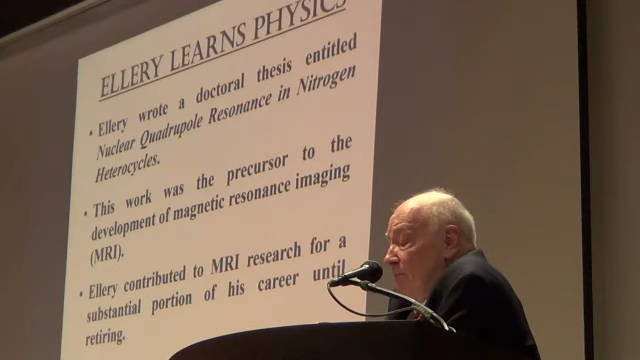 ELLERY LEARNS PHYSICS
• Ellery wrote a doctoral thesis entitled
Nuclear Quadrupole Resonance in Nitrogen
Heterocycles.
• This work was the precursor to the
development of magnetic resonance imaging
(MRI).
• Ellery contributed to MRI research for a
substantial portion of his career until
retiring.